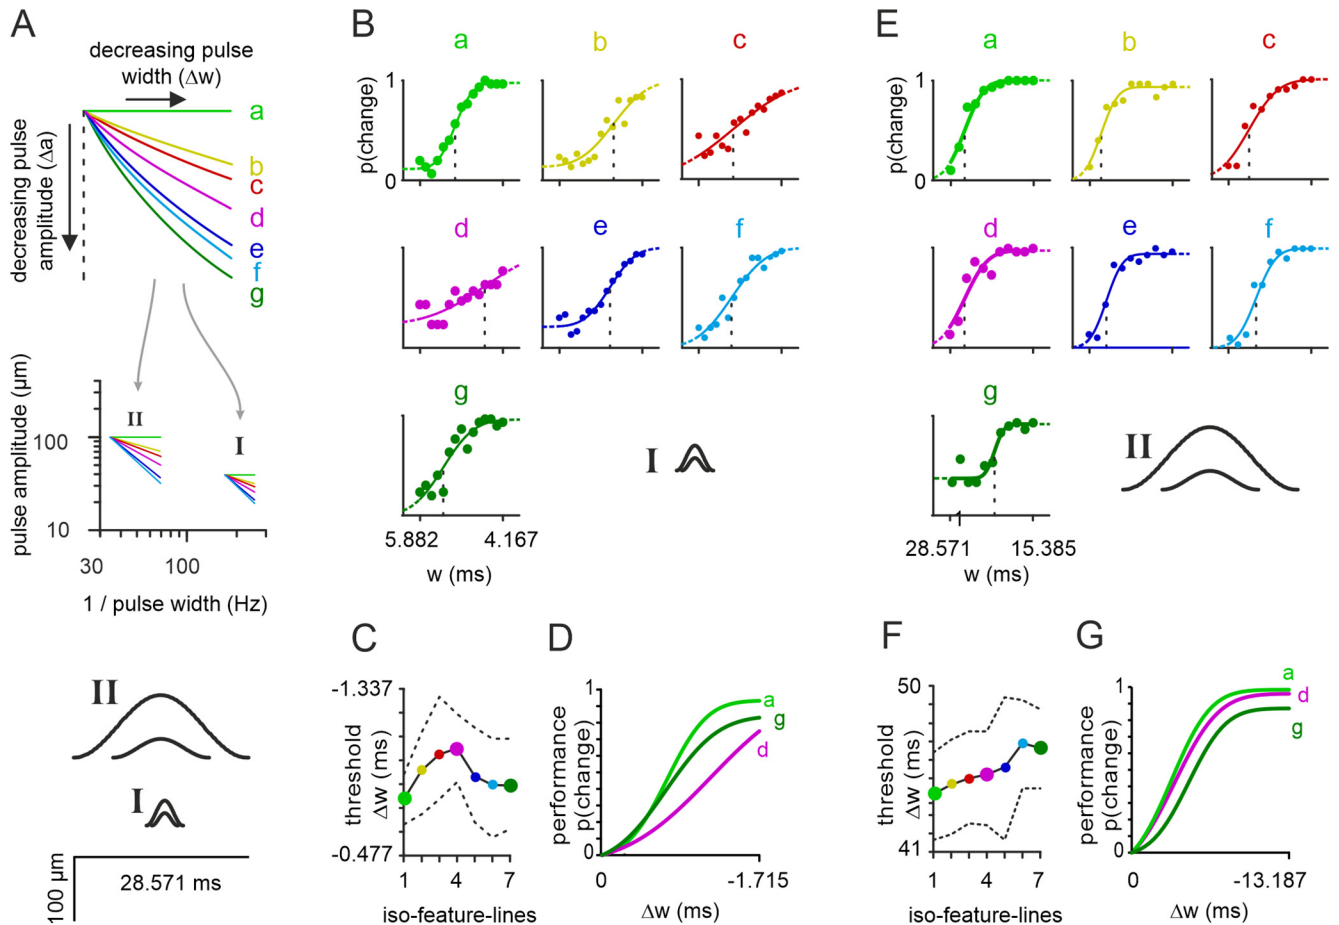 A
decreasing pulse
width (Δw)
decreasing pulse
amplitude (Δa)
a
b
c
d
e
f
g
pulse amplitude (µm)
100
10
II
I
30
100
1 / pulse width (Hz)
II
I
100 µm
28.571 ms
B
a
b
c
p(change)
1
0
d
e
f
g
I
5.882
4.167
w (ms)
C
threshold
Δw (ms)
-1.337
-0.477
1
4
7
iso-feature-lines
D
performance
p(change)
1
0
a
g
d
0
-1.715
Δw (ms)
E
a
b
c
p(change)
1
0
d
e
f
g
II
28.571
15.385
w (ms)
F
threshold
Δw (ms)
50
41
1
4
7
iso-feature-lines
G
performance
p(change)
1
0
a
d
g
0
-13.187
Δw (ms)